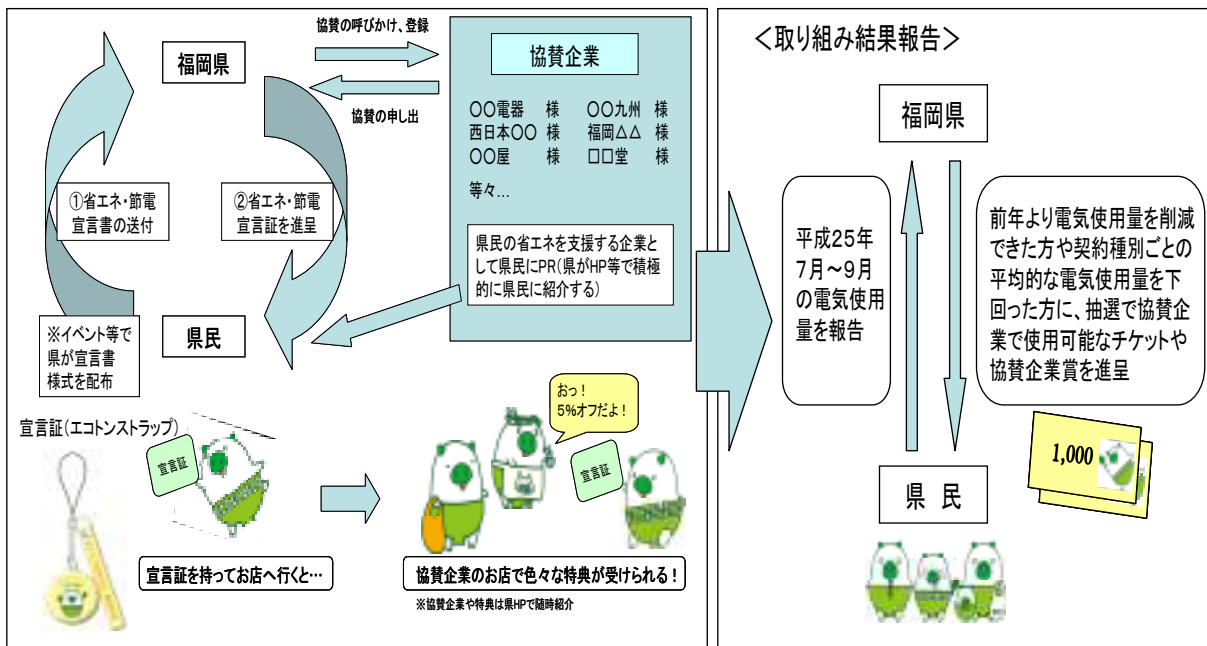 協賛の呼びかけ、登録
福岡県
協賛の申し出
協賛企業
〇〇電器　様　〇〇九州　様
西日本〇〇　様　福岡△△　様
〇〇屋　様　□□堂　様
等々…
県民の省エネを支援する企業と
して県民にPR(県がHP等で積極
的に県民に紹介する)
①省エネ・節電
宣言書の送付
②省エネ・節電
宣言証を進呈
※イベント等で
県が宣言書
様式を配布
県民
宣言証(エコトンストラップ)
宣言証
宣言証を持ってお店へ行くと…
おっ！
5%オフだよ！
宣言証
協賛企業のお店で色々な特典が受けられる！
※協賛企業や特典は県HPで随時紹介
＜取り組み結果報告＞
福岡県
平成25年
7月～9月
の電気使用
量を報告
前年より電気使用量を削減
できた方や契約種別ごとの
平均的な電気使用量を下
回った方に、抽選で協賛企
業で使用可能なチケットや
協賛企業賞を進呈
1,000
県 民